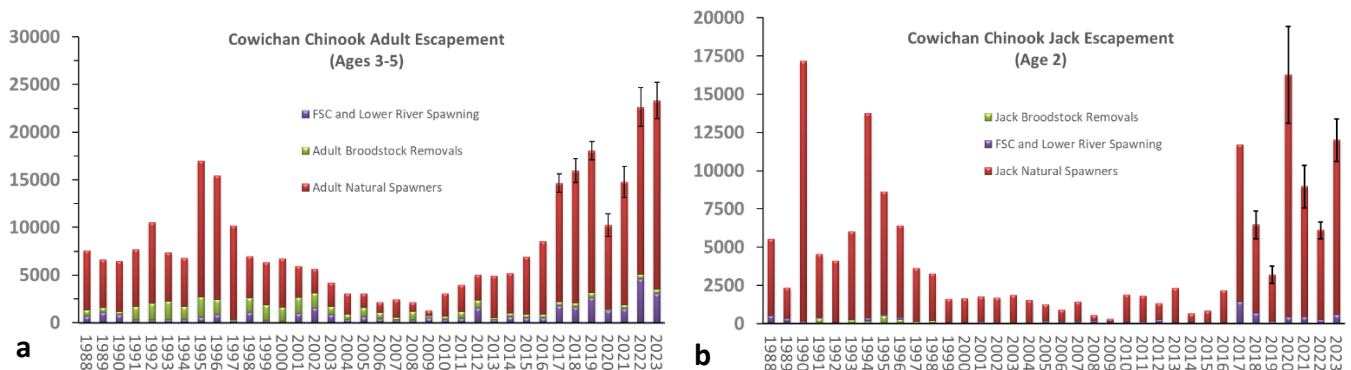 Cowichan Chinook Adult Escapement
(Ages 3-5)
30000
25000
20000
15000
10000
5000
0
FSC and Lower River Spawning
Adult Broodstock Removals
Adult Natural Spawners
1988 1989 1990 1991 1992 1993 1994 1995 1996 1997 1998 1999 2000 2001 2002 2003 2004 2005 2006 2007 2008 2009 2010 2011 2012 2013 2014 2015 2016 2017 2018 2019 2020 2021 2022 2023
a
Cowichan Chinook Jack Escapement
(Age 2)
20000
17500
15000
12500
10000
7500
5000
2500
0
Jack Broodstock Removals
FSC and Lower River Spawning
Jack Natural Spawners
1988 1989 1990 1991 1992 1993 1994 1995 1996 1997 1998 1999 2000 2001 2002 2003 2004 2005 2006 2007 2008 2009 2010 2011 2012 2013 2014 2015 2016 2017 2018 2019 2020 2021 2022 2023
b